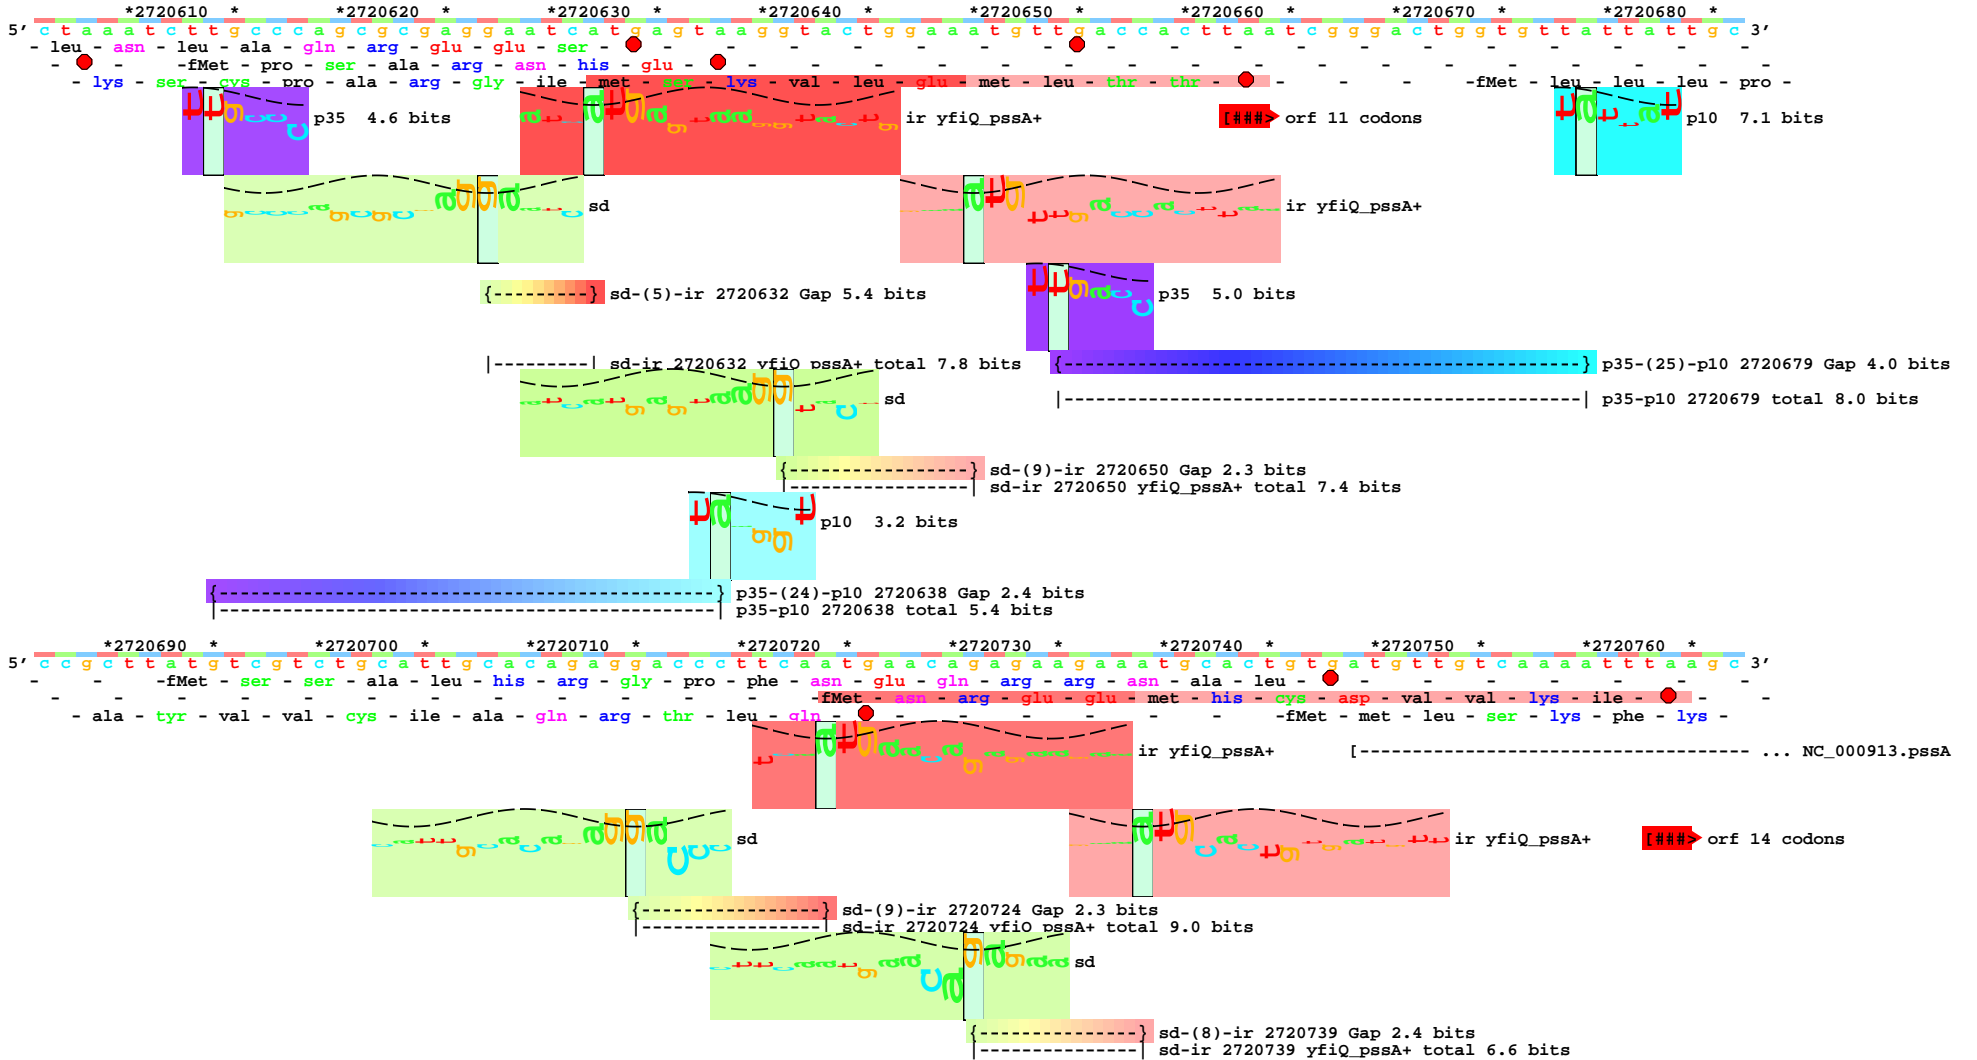 *2720610 * *2720620 * *2720630 * *2720640 * *2720650 * *2720660 * *2720670 * *2720680 *
5’ c t a a a t c t t g c c c a g c g c g a g g a a t c a t g a g t a a g g t a c t g g a a a t g t t g a c c a c t t a a t c g g g a c t g g t g t t a t t a t t g c 3’
- leu - asn - leu - ala - gln - arg - glu - glu - ser - - - - - - - - - - - - - - - - - -
- - - -fMet - pro - ser - ala - arg - asn - his - glu - - - - - - - - - - - - - - - -
- lys - ser - cys - pro - ala - arg - gly - ile - met - ser - lys - val - leu - glu - met - leu - thr - thr - - - - -fMet - leu - leu - leu - pro -
p35 4.6 bits
ir yfiQ_pssA+
[###> orf 11 codons
p10 7.1 bits
sd
ir yfiQ_pssA+
{---------} sd-(5)-ir 2720632 Gap 5.4 bits
p35 5.0 bits
|---------| sd-ir 2720632 yfiQ_pssA+ total 7.8 bits
{-------------------------------------------------} p35-(25)-p10 2720679 Gap 4.0 bits
|-------------------------------------------------| p35-p10 2720679 total 8.0 bits
sd
{-----------------} sd-(9)-ir 2720650 Gap 2.3 bits
|-----------------| sd-ir 2720650 yfiQ_pssA+ total 7.4 bits
p10 3.2 bits
{-----------------------------------------------} p35-(24)-p10 2720638 Gap 2.4 bits
|-----------------------------------------------| p35-p10 2720638 total 5.4 bits
*2720690 * *2720700 * *2720710 * *2720720 * *2720730 * *2720740 * *2720750 * *2720760 *
5’ c c g c t t a t g t c g t c t g c a t t g c a c a g a g g a c c c t t c a a t g a a c a g a g a a g a a a t g c a c t g t g a t g t t g t c a a a a t t t a a g c 3’
- - -fMet - ser - ser - ala - leu - his - arg - gly - pro - phe - asn - glu - gln - arg - arg - asn - ala - leu - - - - - - -
- - - - - - - - - - - - -fMet - asn - arg - glu - glu - met - his - cys - asp - val - val - lys - ile - - -
- ala - tyr - val - val - cys - ile - ala - gln - arg - thr - leu - gln - - - - - - - -fMet - met - leu - ser - lys - phe - lys -
ir yfiQ_pssA+
[------------------------------------- ... NC_000913.pssA
sd
ir yfiQ_pssA+
[###> orf 14 codons
{-----------------} sd-(9)-ir 2720724 Gap 2.3 bits
|-----------------| sd-ir 2720724 yfiQ_pssA+ total 9.0 bits
sd
{---------------} sd-(8)-ir 2720739 Gap 2.4 bits
|---------------| sd-ir 2720739 yfiQ_pssA+ total 6.6 bits